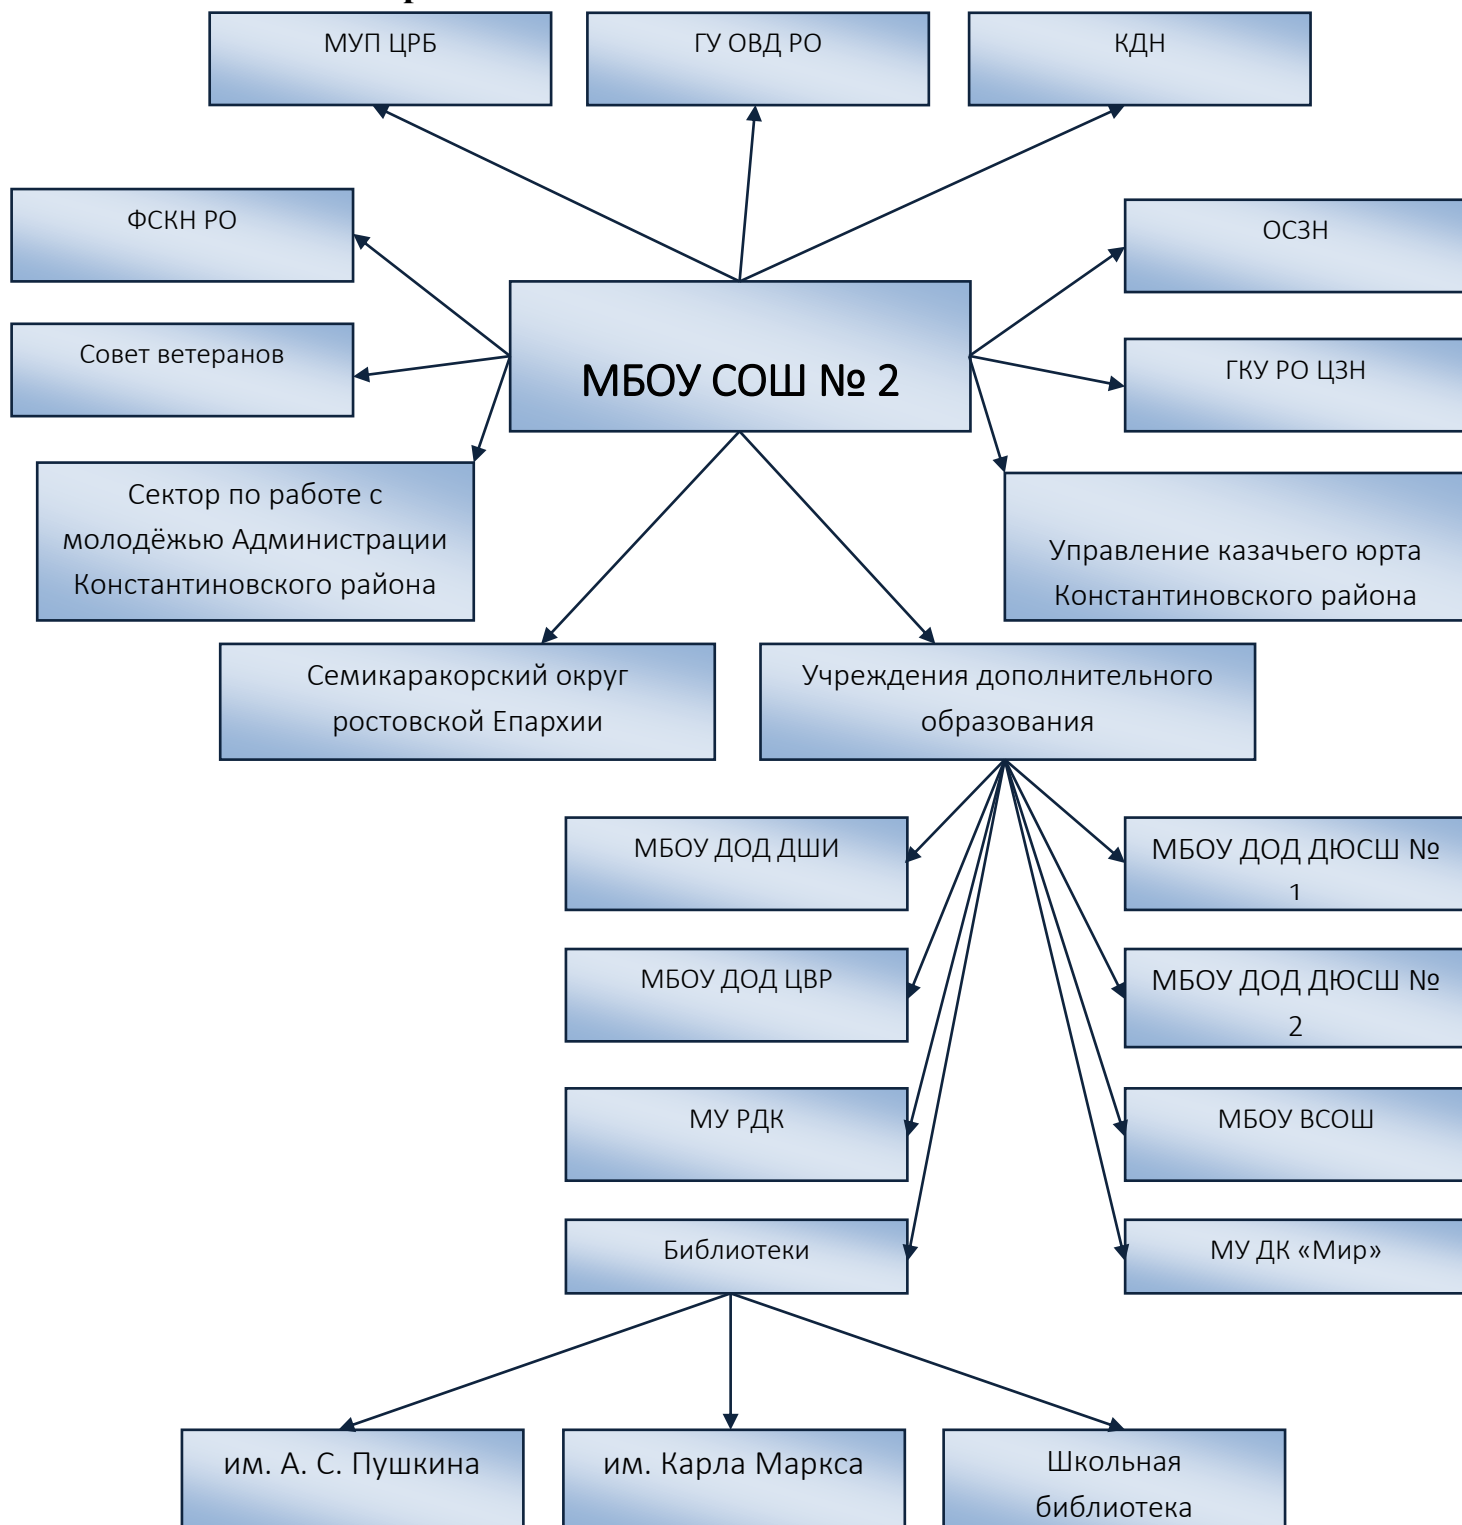 МУП ЦРБ
ГУ ОВД РО
КДН
ФСКН РО
ОСЗН
Совет ветеранов
МБОУ СОШ № 2
ГКУ РО ЦЗН
Сектор по работе с
молодёжью Администрации
Константиновского района
Управление казачьего юрта
Константиновского района
Семикаракорский округ
ростовской Епархии
Учреждения дополнительного
образования
МБОУ ДОД ДШИ
МБОУ ДОД ДЮСШ №
1
МБОУ ДОД ЦВР
МБОУ ДОД ДЮСШ №
2
МУ РДК
МБОУ ВСОШ
Библиотеки
МУ ДК «Мир»
им. А. С. Пушкина
им. Карла Маркса
Школьная
библиотека